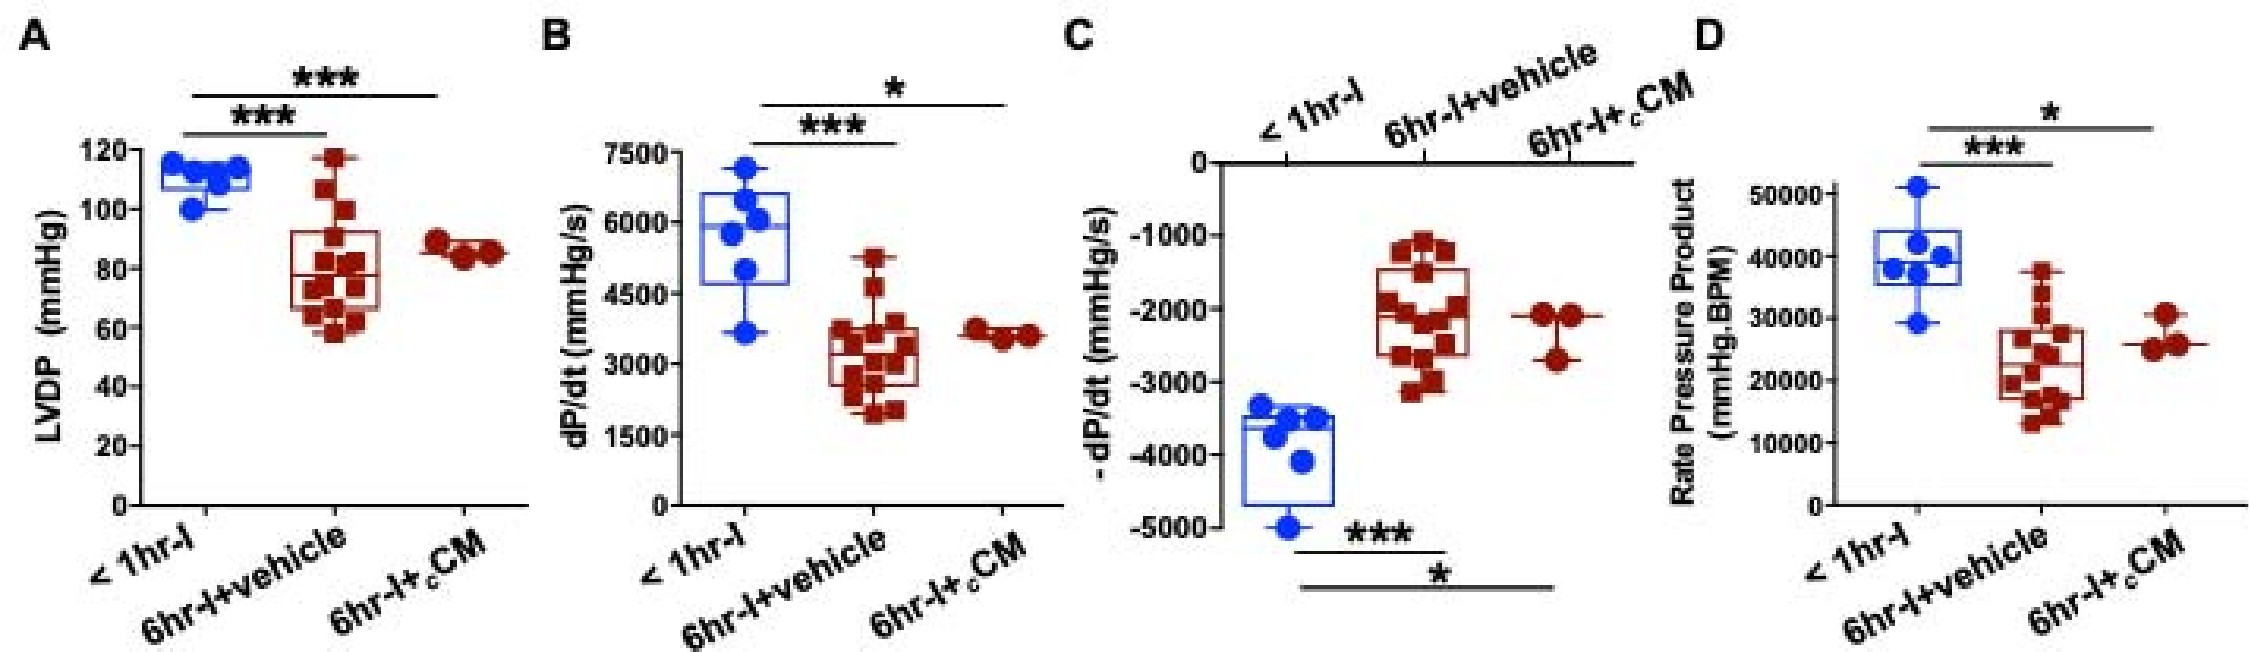 A
***
***
LVDP (mmHg)
120
100
80
60
40
20
0
< 1hr-I
6hr-I+vehicle
6hr-I+cCM
B
*
***
dP/dt (mmHg/s)
7500
6000
4500
3000
1500
0
< 1hr-I
6hr-I+vehicle
6hr-I+cCM
C
< 1hr-I
6hr-I+vehicle
6hr-I+cCM
- dP/dt (mmHg/s)
0
-1000
-2000
-3000
-4000
-5000
***
*
D
*
***
Rate Pressure Product
(mmHg.BPM)
50000
40000
30000
20000
10000
0
< 1hr-I
6hr-I+vehicle
6hr-I+cCM